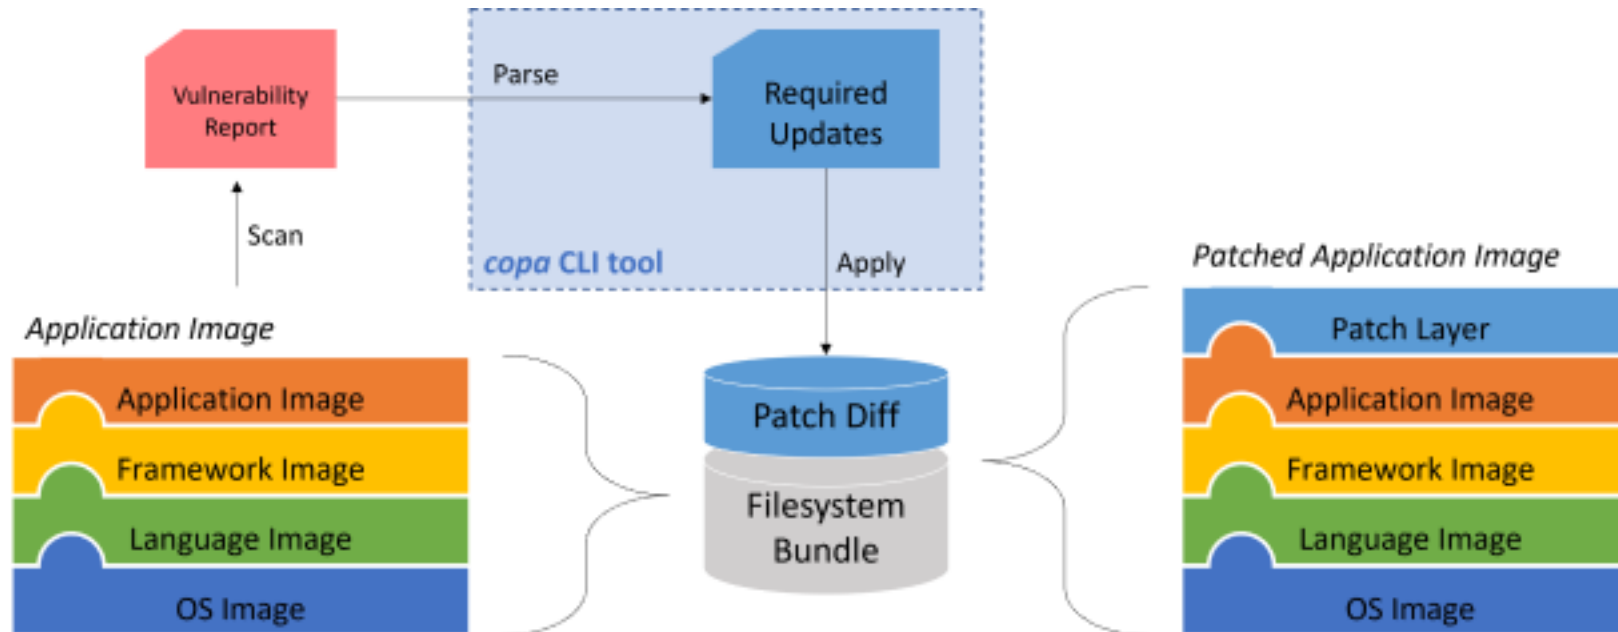 Vulnerability
Report
Parse
Required
Updates
Scan
copa CLI tool
Apply
Application Image
Application Image
Framework Image
Language Image
OS Image
Patch Diff
Filesystem
Bundle
Patched Application Image
Patch Layer
Application Image
Framework Image
Language Image
OS Image